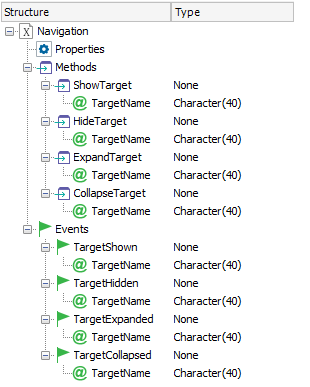 Structure Type
Navigation
Properties
Methods
ShowTarget None
@ TargetName Character(40)
HideTarget None
@ TargetName Character(40)
ExpandTarget None
@ TargetName Character(40)
CollapseTarget None
@ TargetName Character(40)
Events
TargetShown None
@ TargetName Character(40)
TargetHidden None
@ TargetName Character(40)
TargetExpanded None
@ TargetName Character(40)
TargetCollapsed None
@ TargetName Character(40)